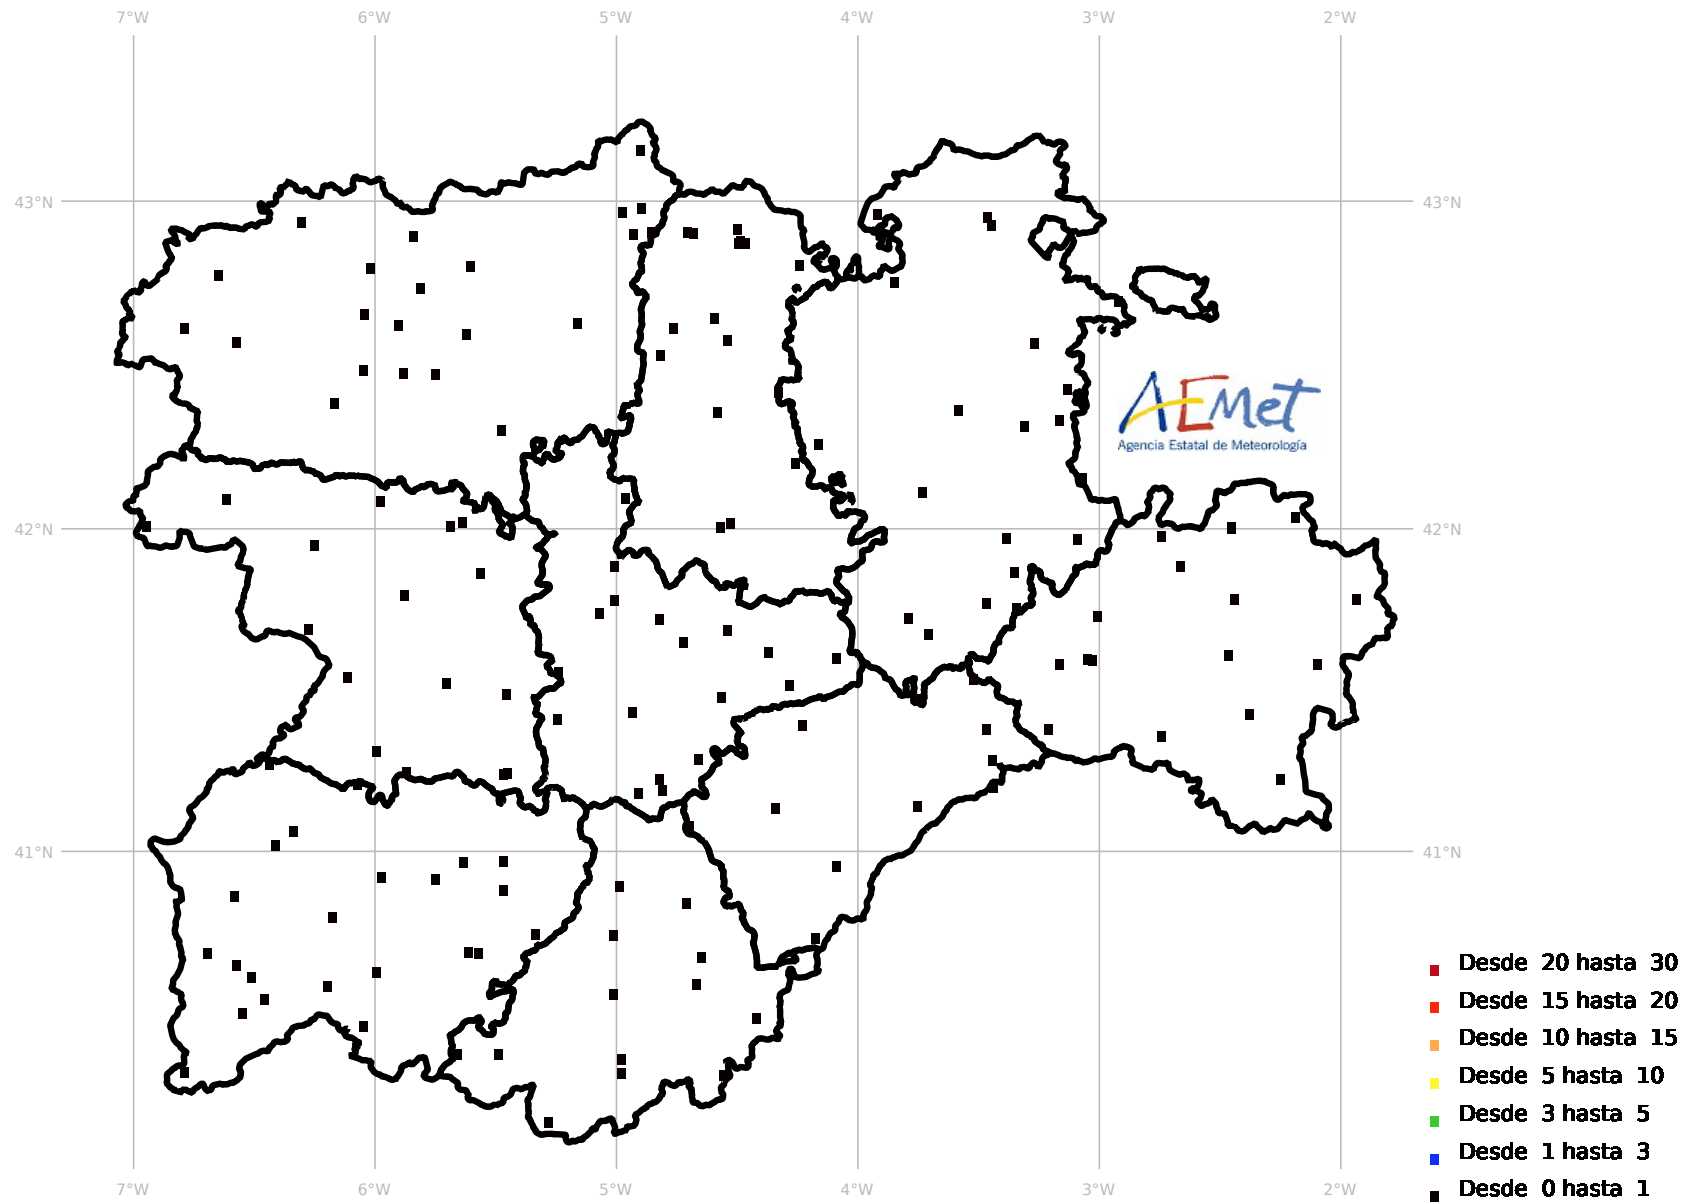 7°W 6°W 5°W 4°W 3°W 2°W
43°N 43°N
AEMet
Agencia Estatal de Meteorología
42°N 42°N
41°N 41°N
Desde 20 hasta 30
Desde 15 hasta 20
Desde 10 hasta 15
Desde 5 hasta 10
Desde 3 hasta 5
Desde 1 hasta 3
Desde 0 hasta 1
7°W 6°W 5°W 4°W 3°W 2°W